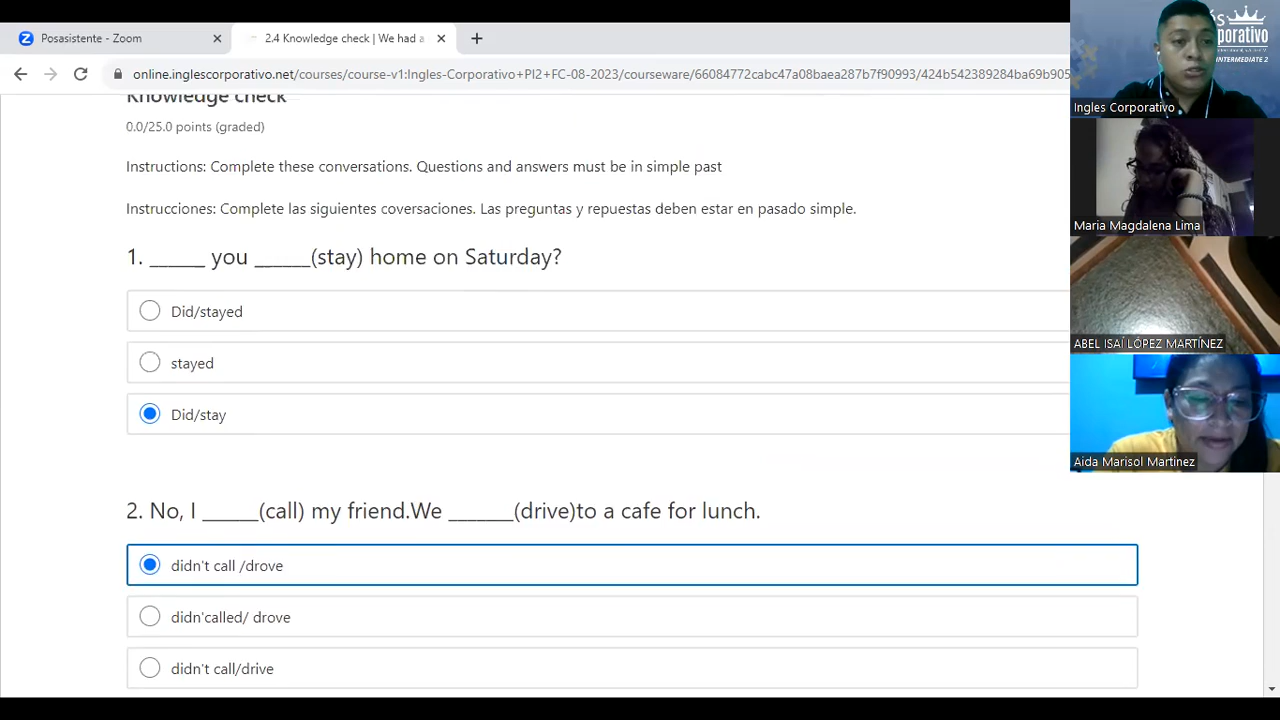 Posasistente - Zoom
2.4 Knowledge check | We had a
online.inglescorporativo.net/courses/course-v1:Ingles-Corporativo+PI2+FC-08-2023/courseware/66084772cabc47a03baea287b7f90993/424b542389284ba69b905
Knowledge check
0.0/25.0 points (graded)
Instructions: Complete these conversations. Questions and answers must be in simple past
Instrucciones: Complete las siguientes coversaciones. Las preguntas y repuestas deben estar en pasado simple.
1. ______ you ______(stay) home on Saturday?
Did/stayed
stayed
Did/stay
2. No, I ______(call) my friend.We _______(drive)to a cafe for lunch.
didn't call /drove
didn'called/ drove
didn't call/drive
INTERMEDIATE 2
Ingles Corporativo
Maria Magdalena Lima
ABEL ISAÍ LÓPEZ MARTÍNEZ
Aida Marisol Martinez